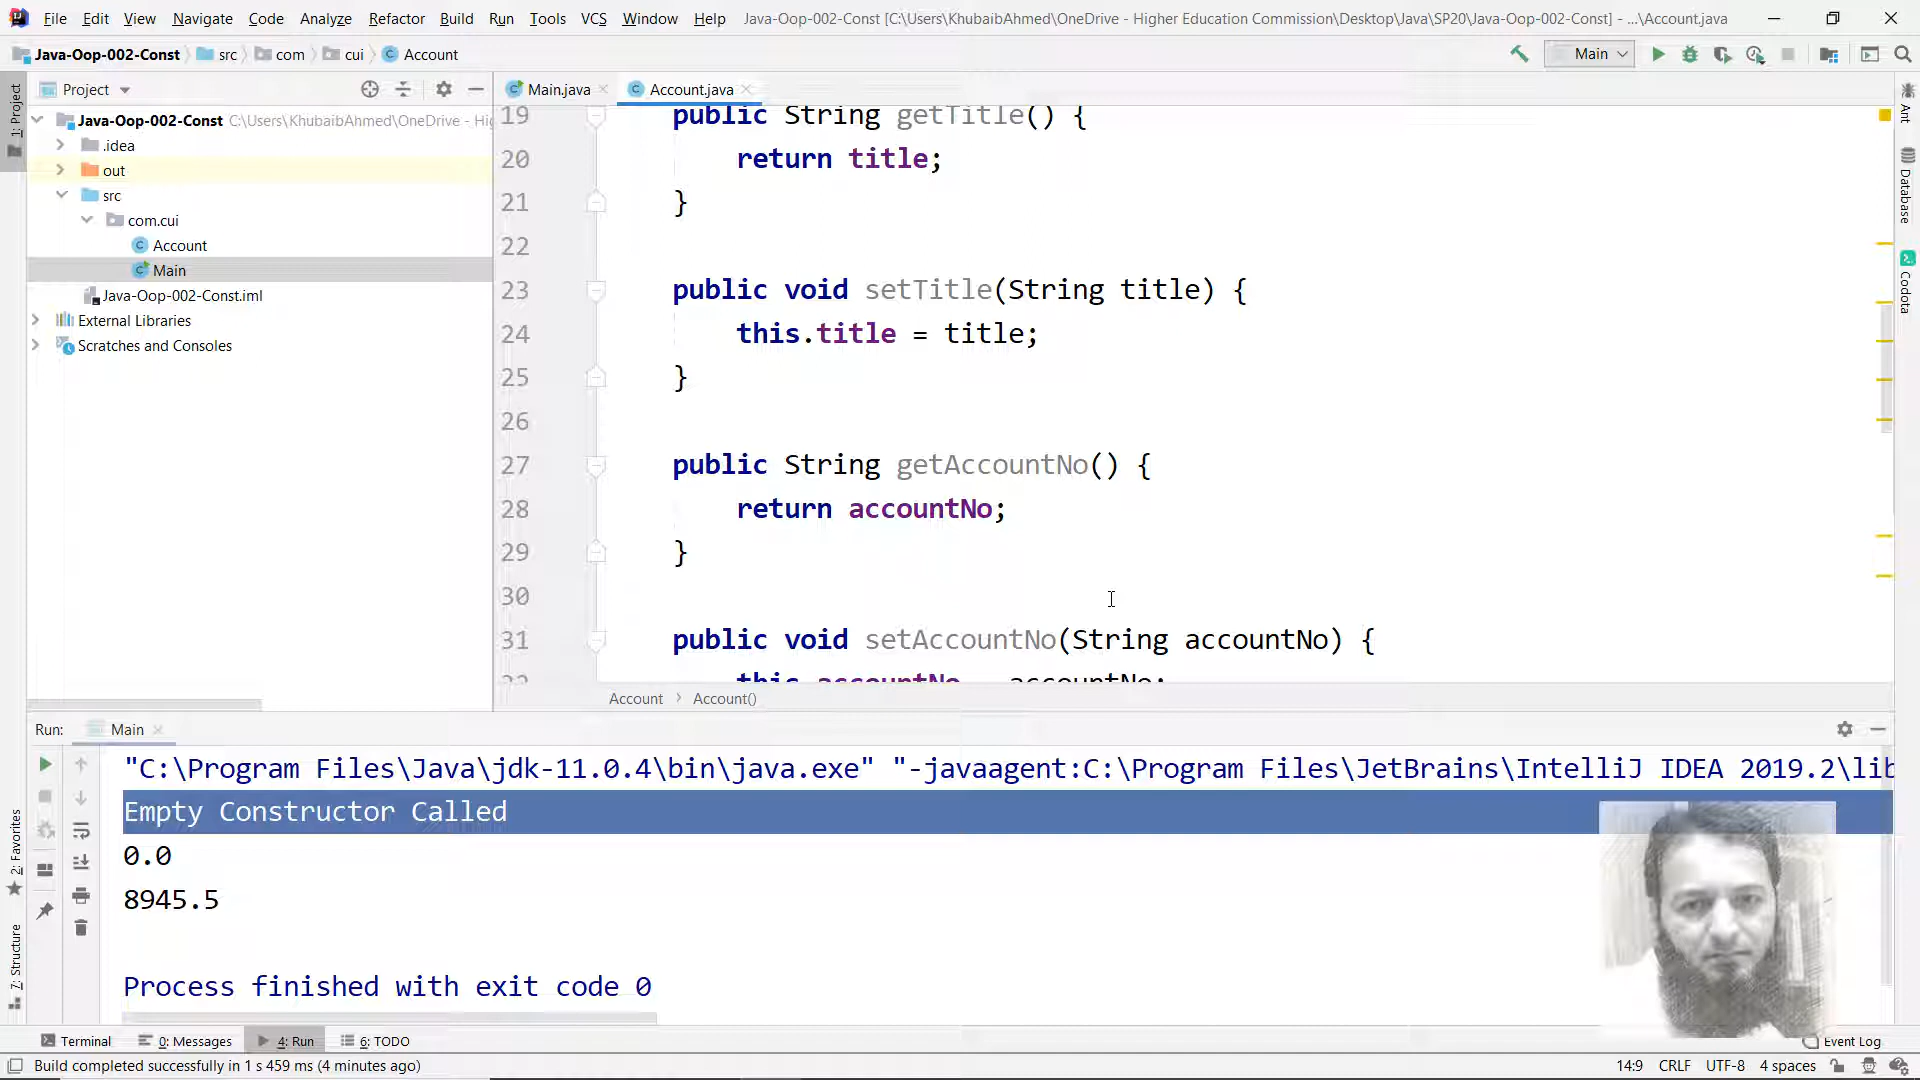 File Edit View Navigate Code Analyze Refactor Build Run Tools VCS Window Help Java-Oop-002-Const [C:\Users\KhubaibAhmed\OneDrive - Higher Education Commission\Desktop\Java\SP20\Java-Oop-002-Const] - ...\Account.java
Java-Oop-002-Const src com cui Account Main
1: Project
Project
Main.java Account.java
Java-Oop-002-Const C:\Users\KhubaibAhmed\OneDrive - Hig
.idea
out
src
com.cui
Account
Main
Java-Oop-002-Const.iml
External Libraries
Scratches and Consoles
19 public String getTitle() {
20 return title;
21 }
22
23 public void setTitle(String title) {
24 this.title = title;
25 }
26
27 public String getAccountNo() {
28 return accountNo;
29 }
30
31 public void setAccountNo(String accountNo) {
32 this.accountNo = accountNo;
Account Account()
Ant
Database
Codota
Run: Main
"C:\Program Files\Java\jdk-11.0.4\bin\java.exe" "-javaagent:C:\Program Files\JetBrains\IntelliJ IDEA 2019.2\lib
Empty Constructor Called
0.0
8945.5
Process finished with exit code 0
2: Favorites
7: Structure
Terminal 0: Messages 4: Run 6: TODO Event Log
Build completed successfully in 1 s 459 ms (4 minutes ago) 14:9 CRLF UTF-8 4 spaces